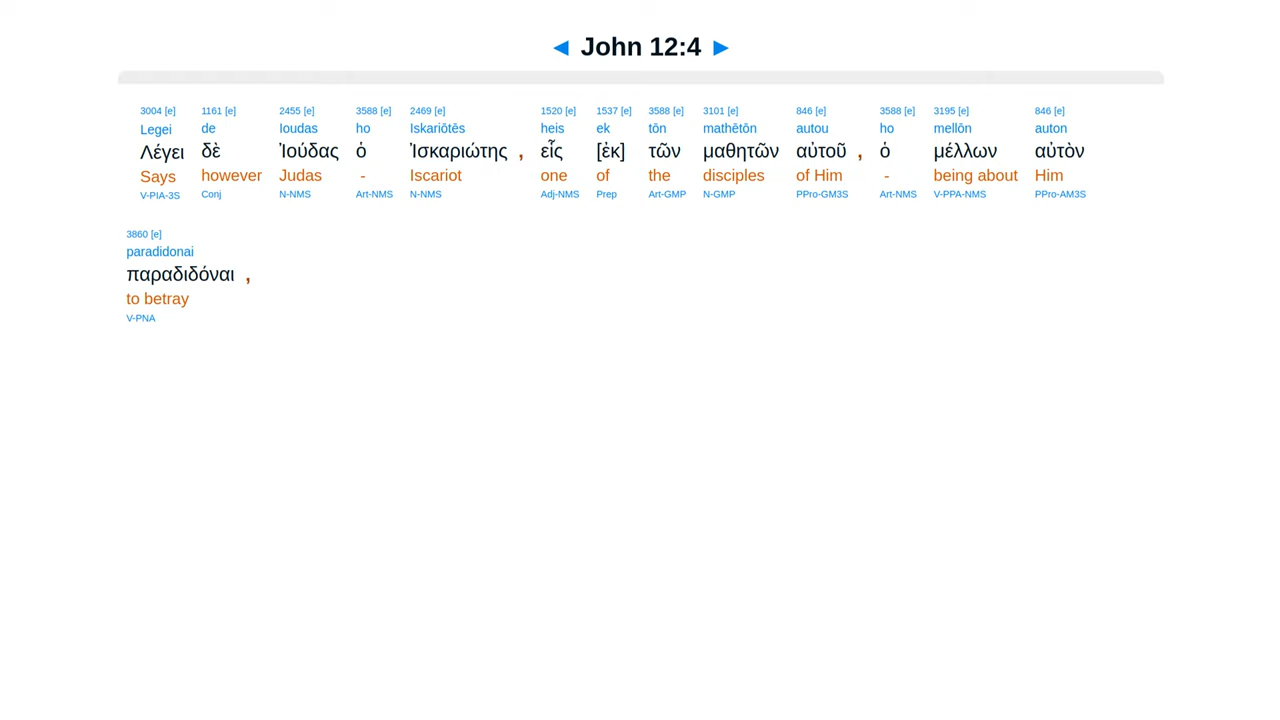 ◄ John 12:4 ►
3004 [e] 1161 [e] 2455 [e] 3588 [e] 2469 [e] 1520 [e] 1537 [e] 3588 [e] 3101 [e] 846 [e] 3588 [e] 3195 [e] 846 [e]
Legei de Ioudas ho Iskariōtēs heis ek tōn mathētōn autou ho mellōn auton
Λέγει δὲ Ἰούδας ὁ Ἰσκαριώτης , εἷς [ἐκ] τῶν μαθητῶν αὐτοῦ , ὁ μέλλων αὐτὸν
Says however Judas - Iscariot one of the disciples of Him - being about Him
V-PIA-3S Conj N-NMS Art-NMS N-NMS Adj-NMS Prep Art-GMP N-GMP PPro-GM3S Art-NMS V-PPA-NMS PPro-AM3S
3860 [e]
paradidonai
παραδιδόναι ,
to betray
V-PNA